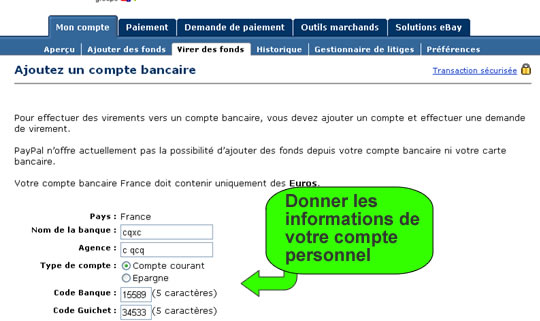 groupe
Mon compte Paiement Demande de paiement Outils marchands Solutions eBay
Aperçu | Ajouter des fonds | Virer des fonds | Historique | Gestionnaire de litiges | Préférences
Ajoutez un compte bancaire
Transaction sécurisée
Pour effectuer des virements vers un compte bancaire, vous devez ajouter un compte et effectuer une demande
de virement.
PayPal n'offre actuellement pas la possibilité d'ajouter des fonds depuis votre compte bancaire ni votre carte
bancaire.
Votre compte bancaire France doit contenir uniquement des Euros.
Donner les
informations de
votre compte
personnel
Pays : France
Nom de la banque : cqxc
Agence : c qcq
Type de compte : Compte courant
Epargne
Code Banque : 15589 (5 caractères)
Code Guichet : 34533 (5 caractères)